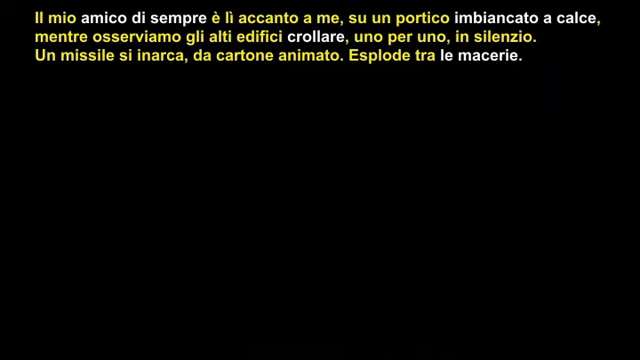 Il mio amico di sempre è lì accanto a me, su un portico imbiancato a calce,
mentre osserviamo gli alti edifici crollare, uno per uno, in silenzio.
Un missile si inarca, da cartone animato. Esplode tra le macerie.